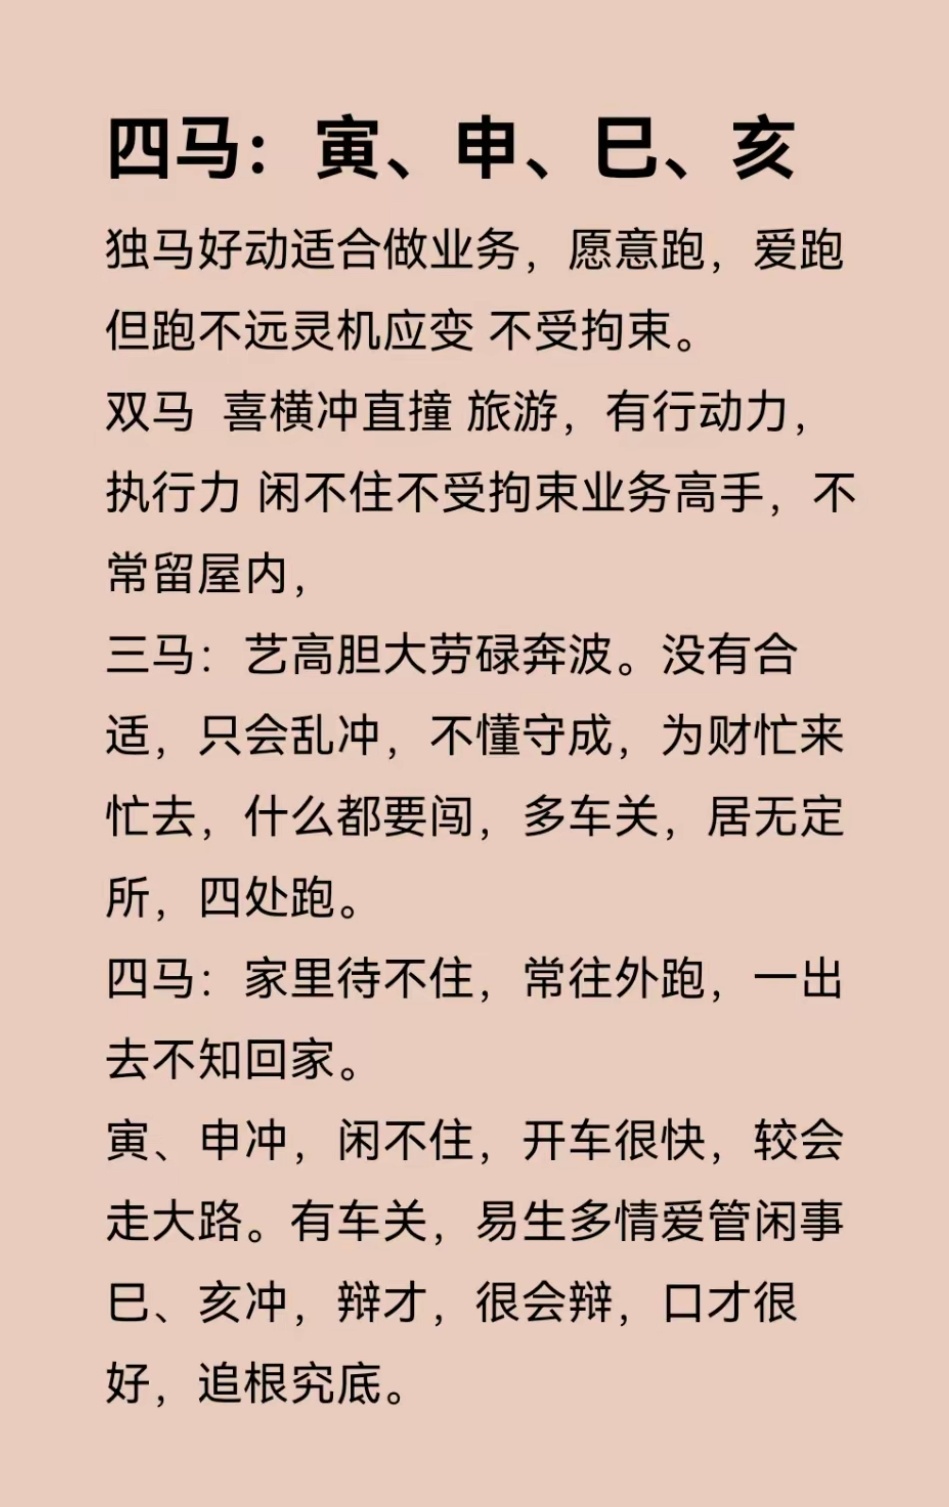 四马：寅、申、巳、亥
独马好动适合做业务，愿意跑，爱跑
但跑不远灵机应变 不受拘束。
双马  喜横冲直撞 旅游，有行动力，
执行力 闲不住不受拘束业务高手，不
常留屋内，
三马：艺高胆大劳碌奔波。没有合
适，只会乱冲，不懂守成，为财忙来
忙去，什么都要闯，多车关，居无定
所，四处跑。
四马：家里待不住，常往外跑，一出
去不知回家。
寅、申冲，闲不住，开车很快，较会
走大路。有车关，易生多情爱管闲事
巳、亥冲，辩才，很会辩，口才很
好，追根究底。